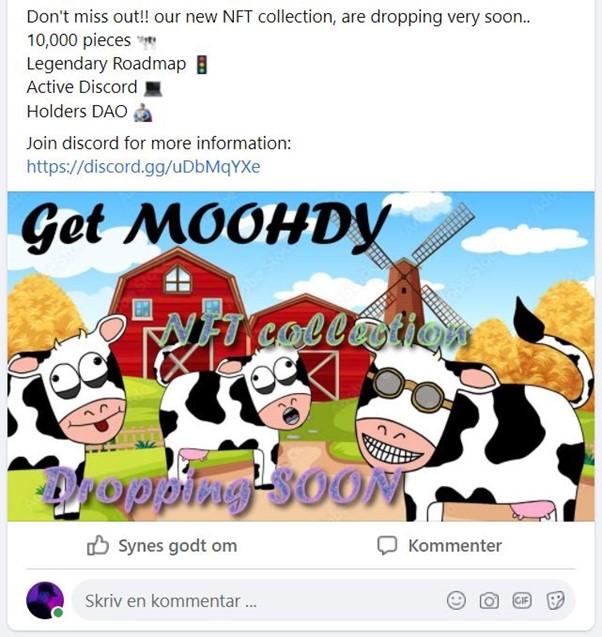 Don't miss out!! our new NFT collection, are dropping very soon..
10,000 pieces 🐄
Legendary Roadmap 🚦
Active Discord 💻
Holders DAO 🦸‍♂️
Join discord for more information:
https://discord.gg/uDbMqYXe
Get MOOHDY
NFT collection
Dropping SOON
Synes godt om
Kommenter
Skriv en kommentar ...
GIF